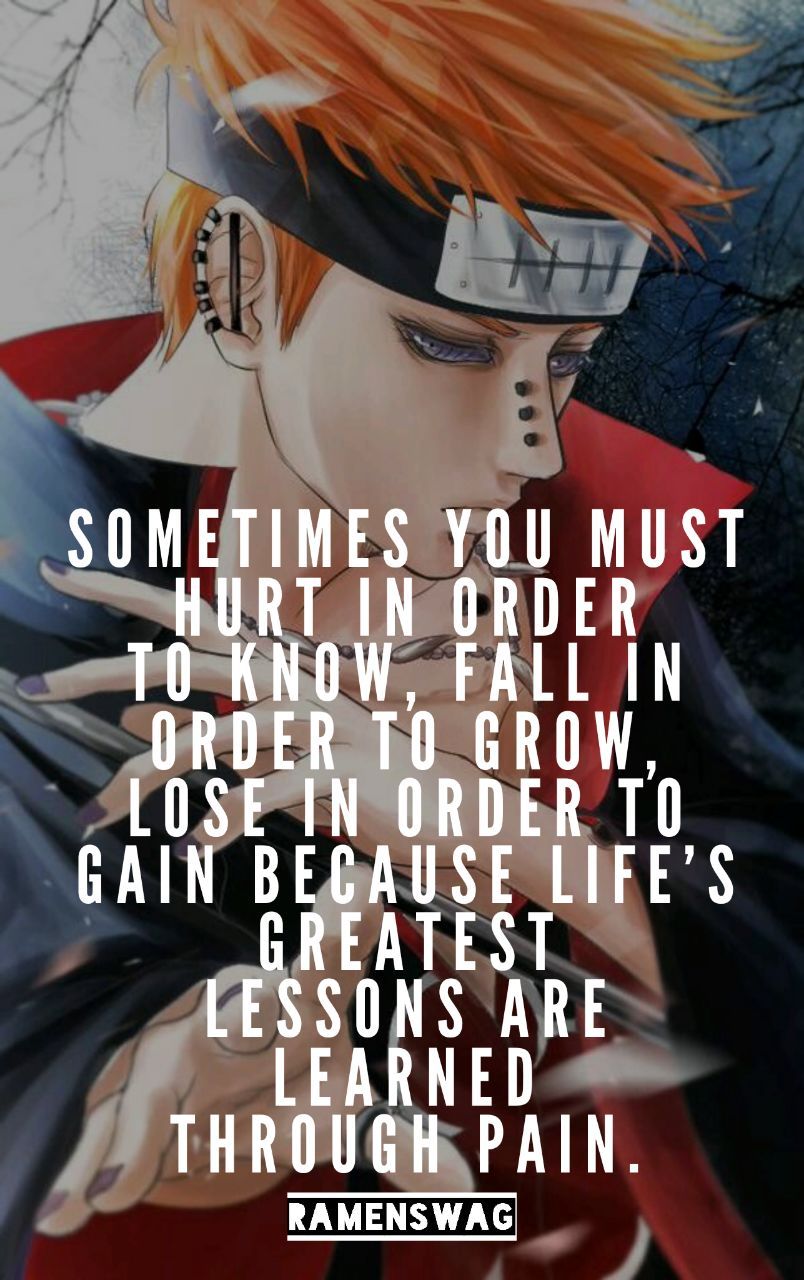 SOMETIMES YOU MUST
HURT IN ORDER
TO KNOW, FALL IN
ORDER TO GROW,
LOSE IN ORDER TO
GAIN BECAUSE LIFE'S
GREATEST
LESSONS ARE
LEARNED
THROUGH PAIN.
RAMENSWAG